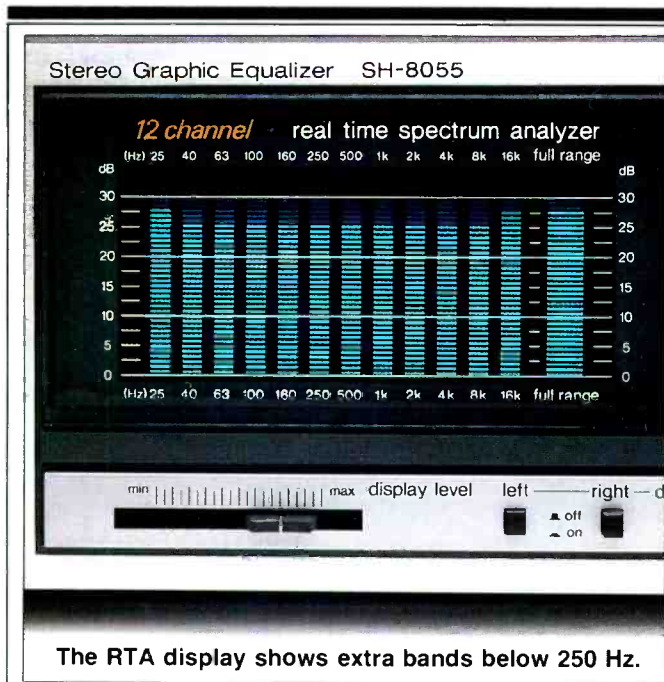 Stereo Graphic Equalizer SH-8055
12 channel real time spectrum analyzer
(Hz) 25 40 63 100 160 250 500 1k 2k 4k 8k 16k full range
dB dB
30 30
25 25
20 20
15 15
10 10
5 5
0 0
(Hz) 25 40 63 100 160 250 500 1k 2k 4k 8k 16k full range
min max display level left right d
off
on
The RTA display shows extra bands below 250 Hz.